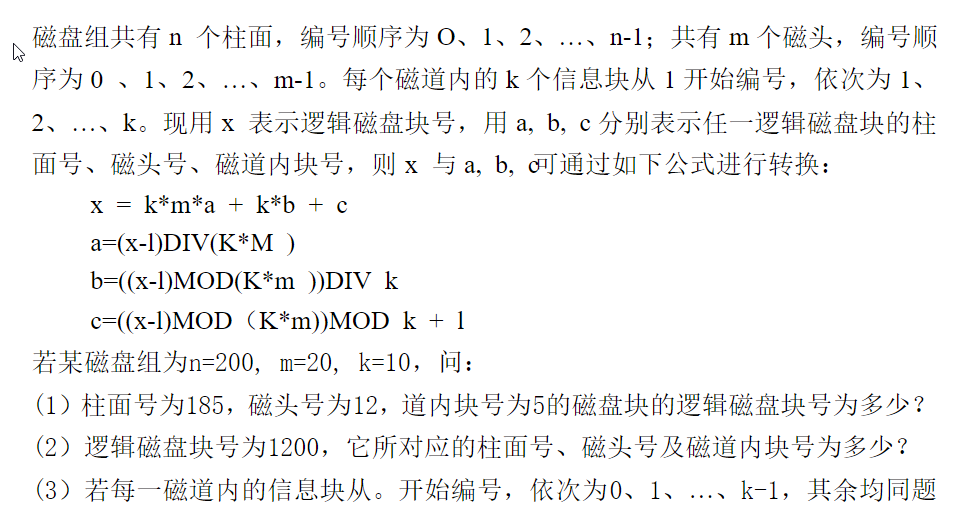 磁盘组共有 n 个柱面，编号顺序为 O、1、2、…、n-1；共有 m 个磁头，编号顺
序为 0 、1、2、…、m-1。每个磁道内的 k 个信息块从 1 开始编号，依次为 1、
2、…、k。现用 x 表示逻辑磁盘块号，用 a, b, c 分别表示任一逻辑磁盘块的柱
面号、磁头号、磁道内块号，则 x 与 a, b, c可通过如下公式进行转换：
x = k*m*a + k*b + c
a=(x-l)DIV(K*M )
b=((x-l)MOD(K*m ))DIV k
c=((x-l)MOD（K*m))MOD k + l
若某磁盘组为n=200, m=20, k=10，问：
(1）柱面号为185，磁头号为12，道内块号为5的磁盘块的逻辑磁盘块号为多少？
(2）逻辑磁盘块号为1200，它所对应的柱面号、磁头号及磁道内块号为多少？
(3）若每一磁道内的信息块从。开始编号，依次为0、1、…、k-1，其余均同题